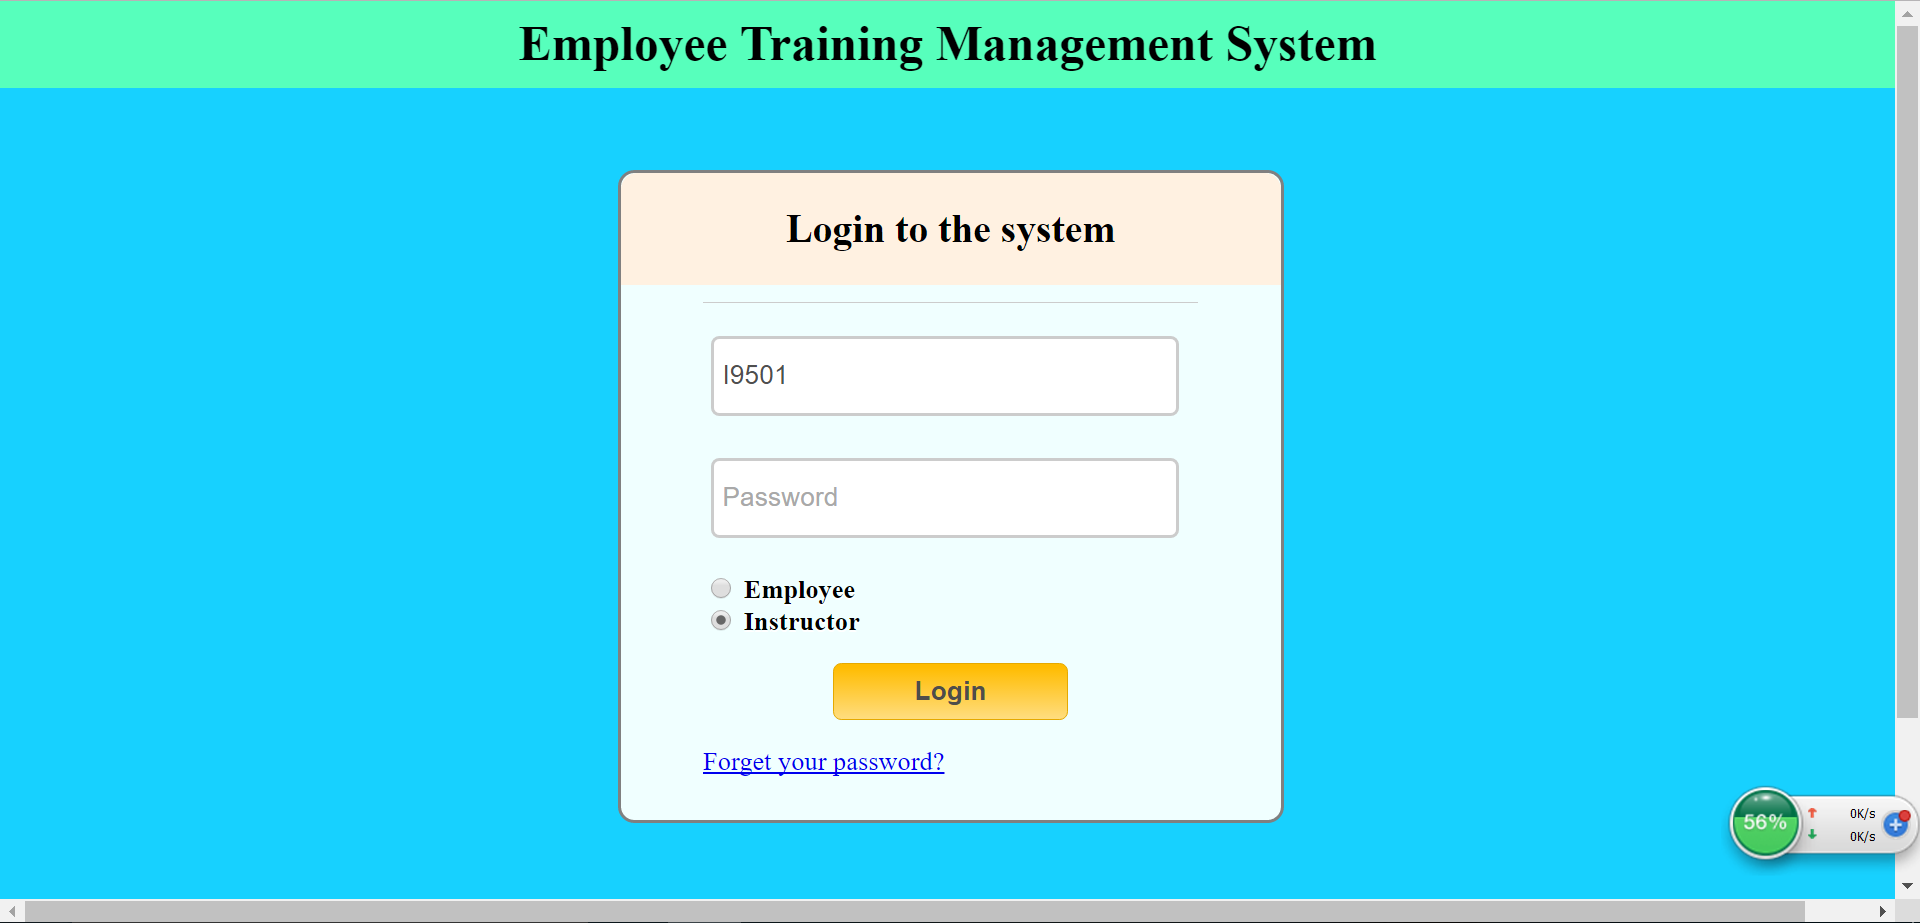 Employee Training Management System
Login to the system
I9501
Password
Employee
Instructor
Login
Forget your password?
56%
0K/s
0K/s